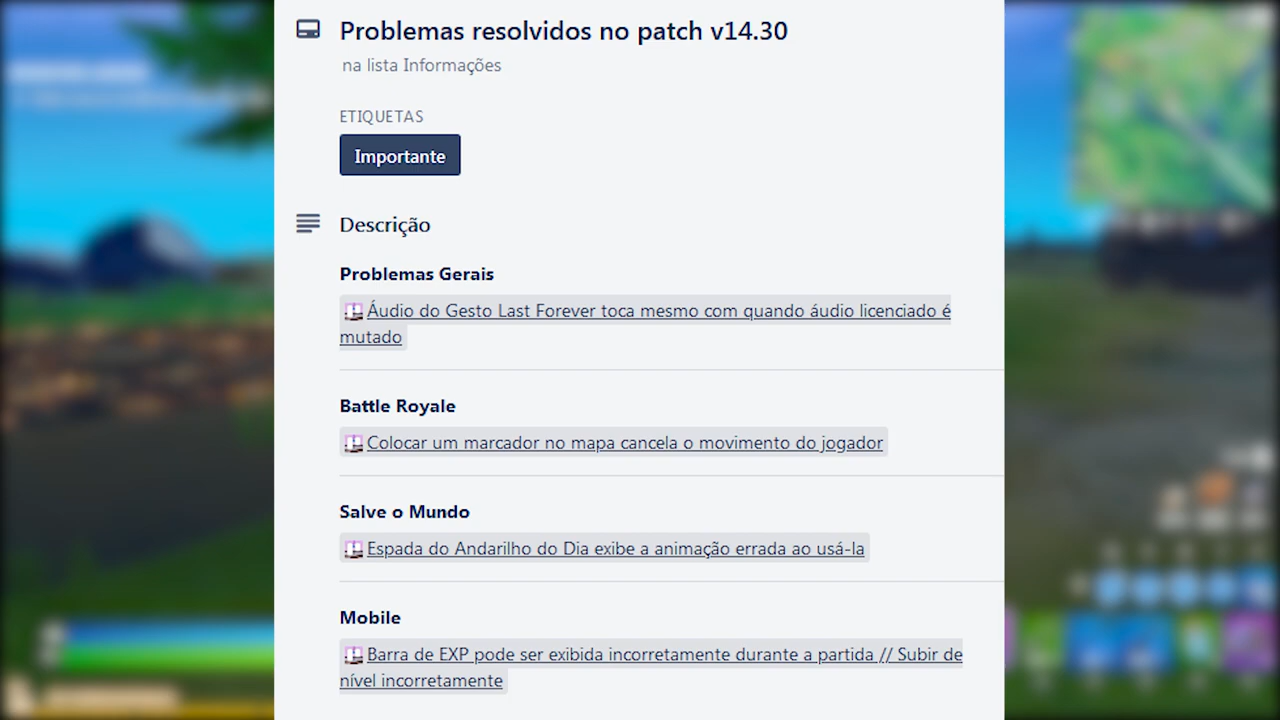 Problemas resolvidos no patch v14.30
na lista Informações
ETIQUETAS
Importante
Descrição
Problemas Gerais
Áudio do Gesto Last Forever toca mesmo com quando áudio licenciado é
mutado
Battle Royale
Colocar um marcador no mapa cancela o movimento do jogador
Salve o Mundo
Espada do Andarilho do Dia exibe a animação errada ao usá-la
Mobile
Barra de EXP pode ser exibida incorretamente durante a partida // Subir de
nível incorretamente